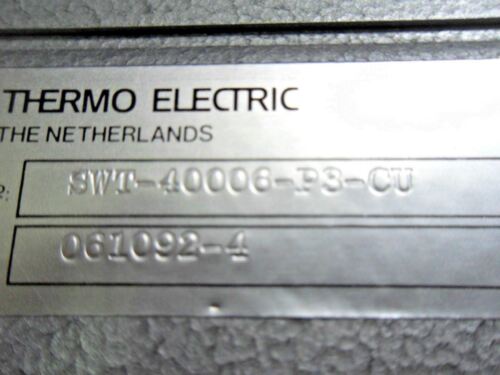 THERMO ELECTRIC
THE NETHERLANDS
SWT-40006-P3-CU
061092-4